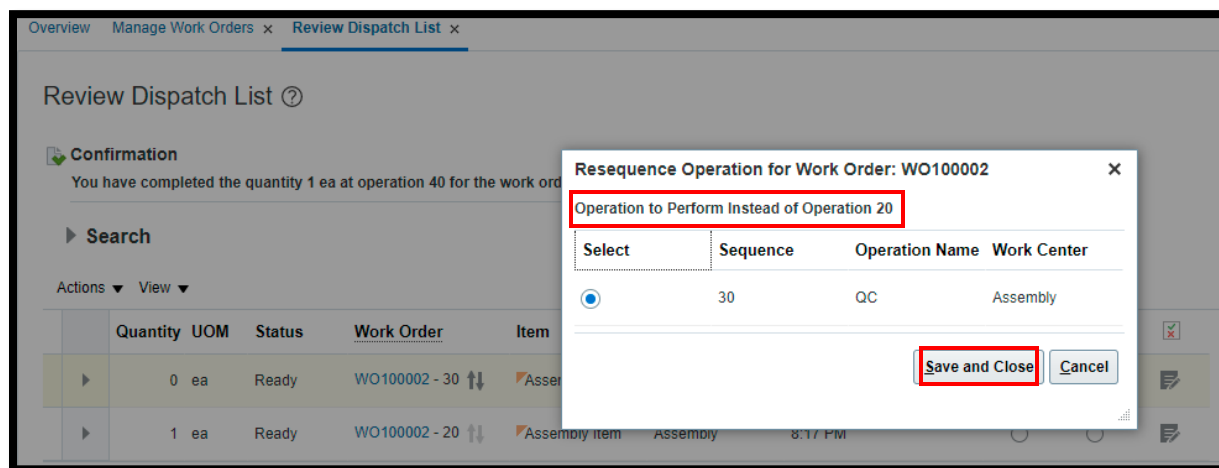 Overview Manage Work Orders × Review Dispatch List ×
Review Dispatch List ?
Confirmation
You have completed the quantity 1 ea at operation 40 for the work
Search
Actions View
Quantity UOM Status Work Order Item
0 ea Ready WO100002 - 30
1 ea Ready WO100002 - 20 Assembly Item Assembly 8:17 PM
Resequence Operation for Work Order: WO100002 ×
Operation to Perform Instead of Operation 20
Select Sequence Operation Name Work Center
30 QC Assembly
Save and Close Cancel